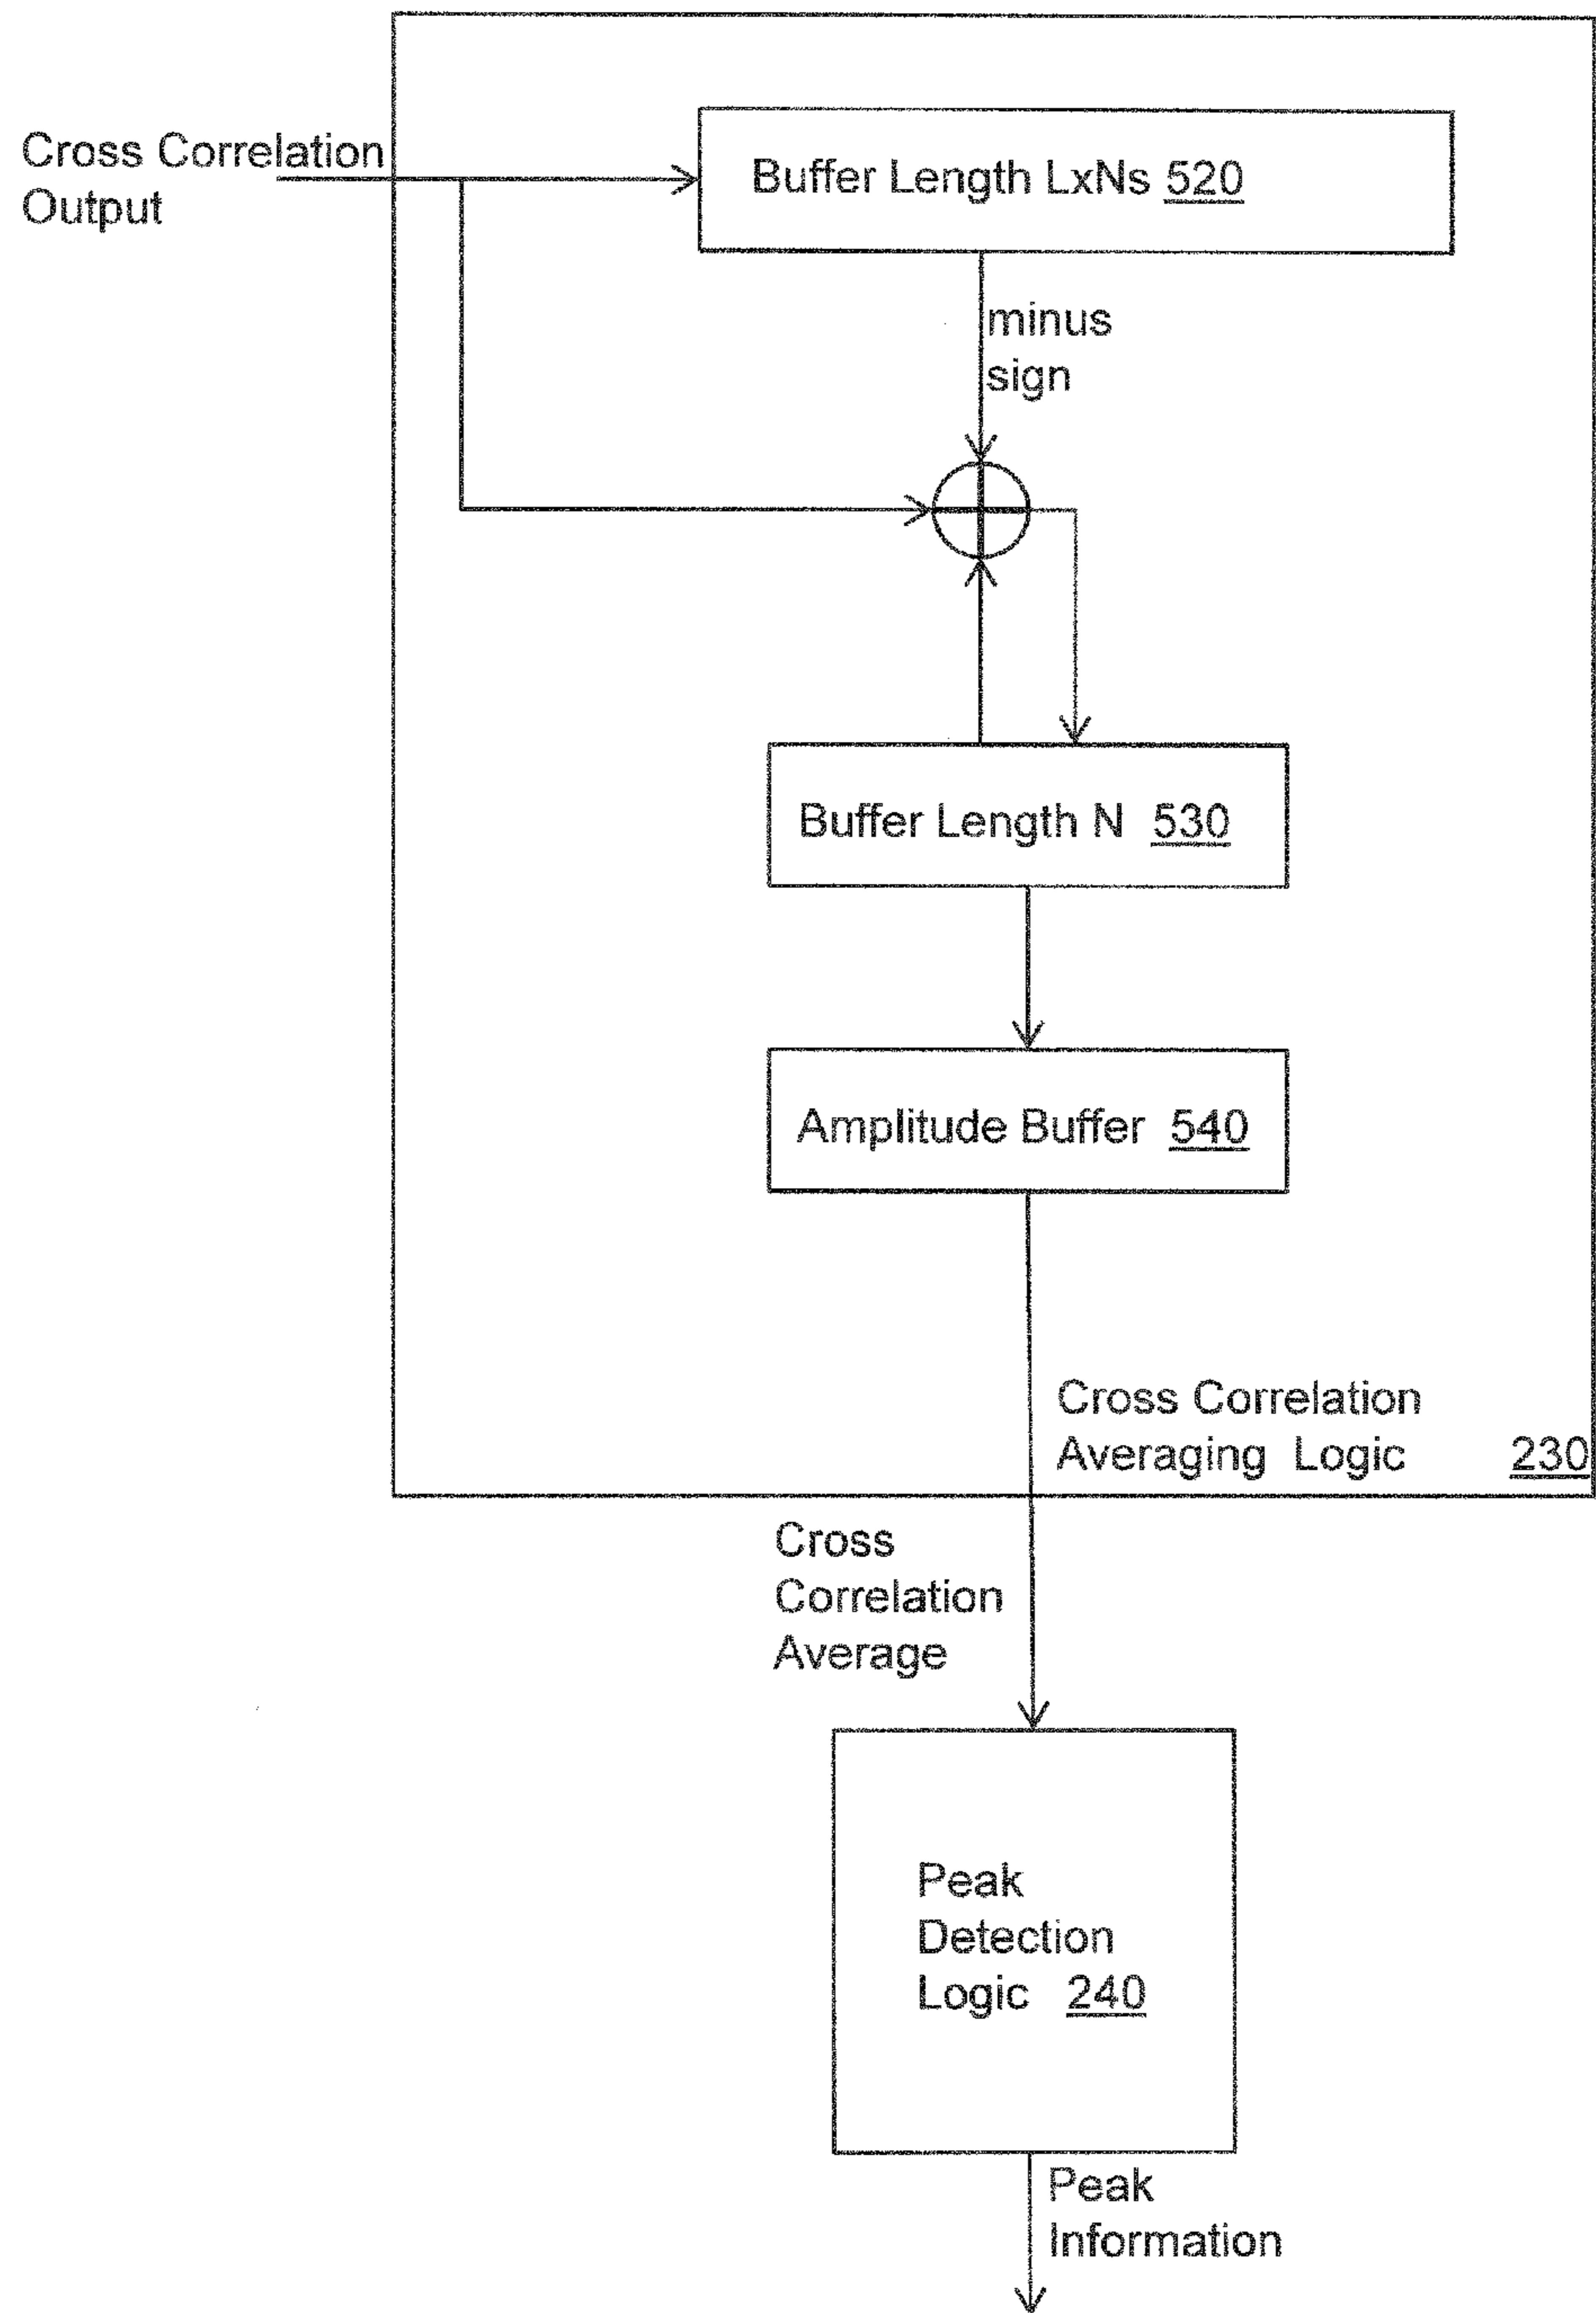 Cross Correlation
Output
Buffer Length LxNs 520
minus
sign
Buffer Length N 530
Amplitude Buffer 540
Cross Correlation
Averaging Logic 230
Cross
Correlation
Average
Peak
Detection
Logic 240
Peak
Information